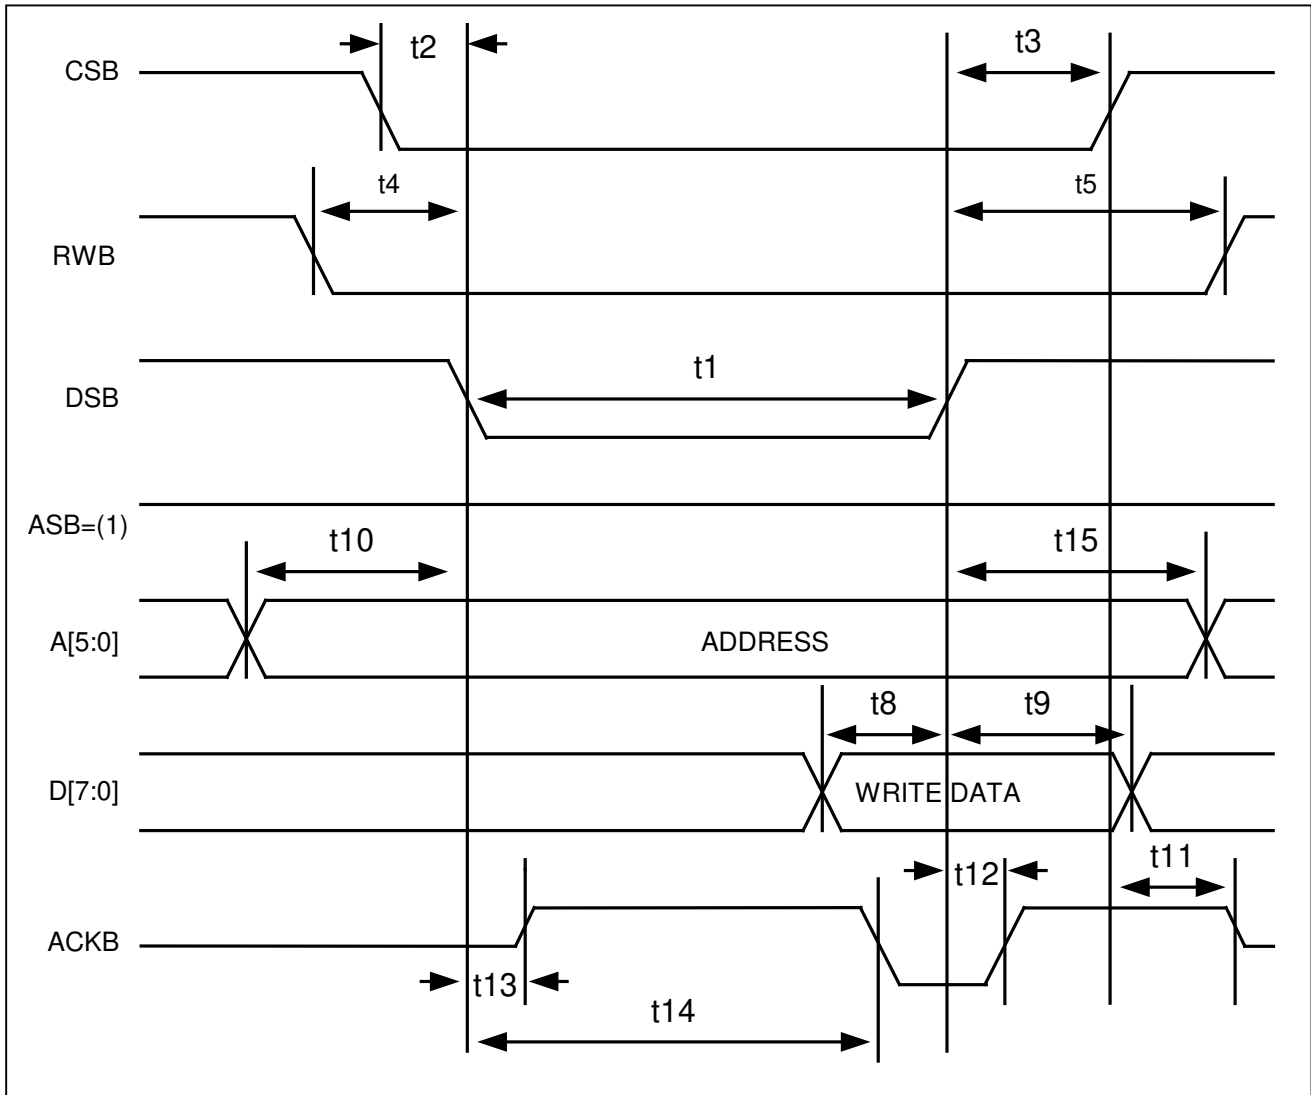 t2
t3
CSB
t4
t5
RWB
t1
DSB
ASB=(1)
t10
t15
A[5:0]
ADDRESS
t8
t9
D[7:0]
WRITE DATA
t12
t11
ACKB
t13
t14